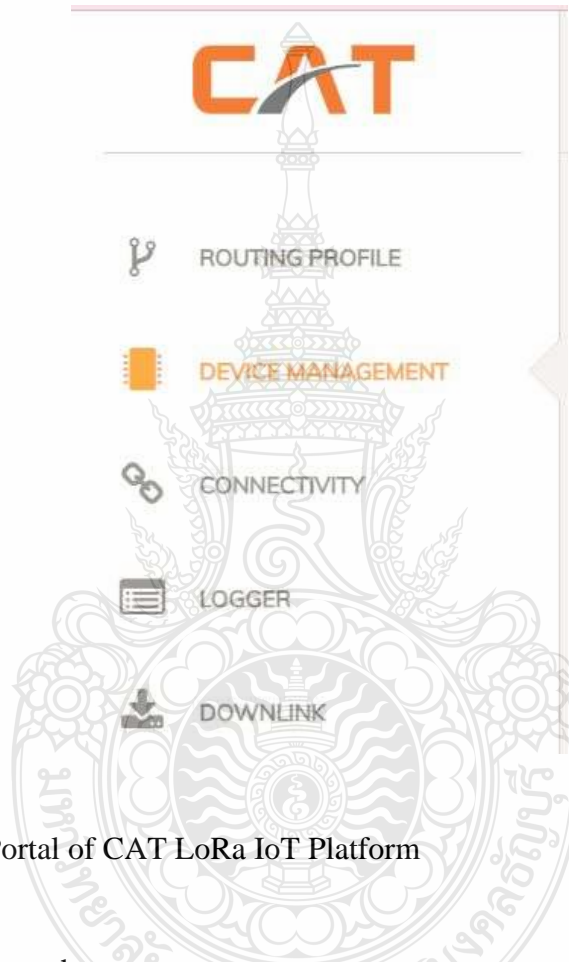 CAT
ROUTING PROFILE
DEVICE MANAGEMENT
CONNECTIVITY
LOGGER
DOWNLINK
ortal of CAT LoRa IoT Platform